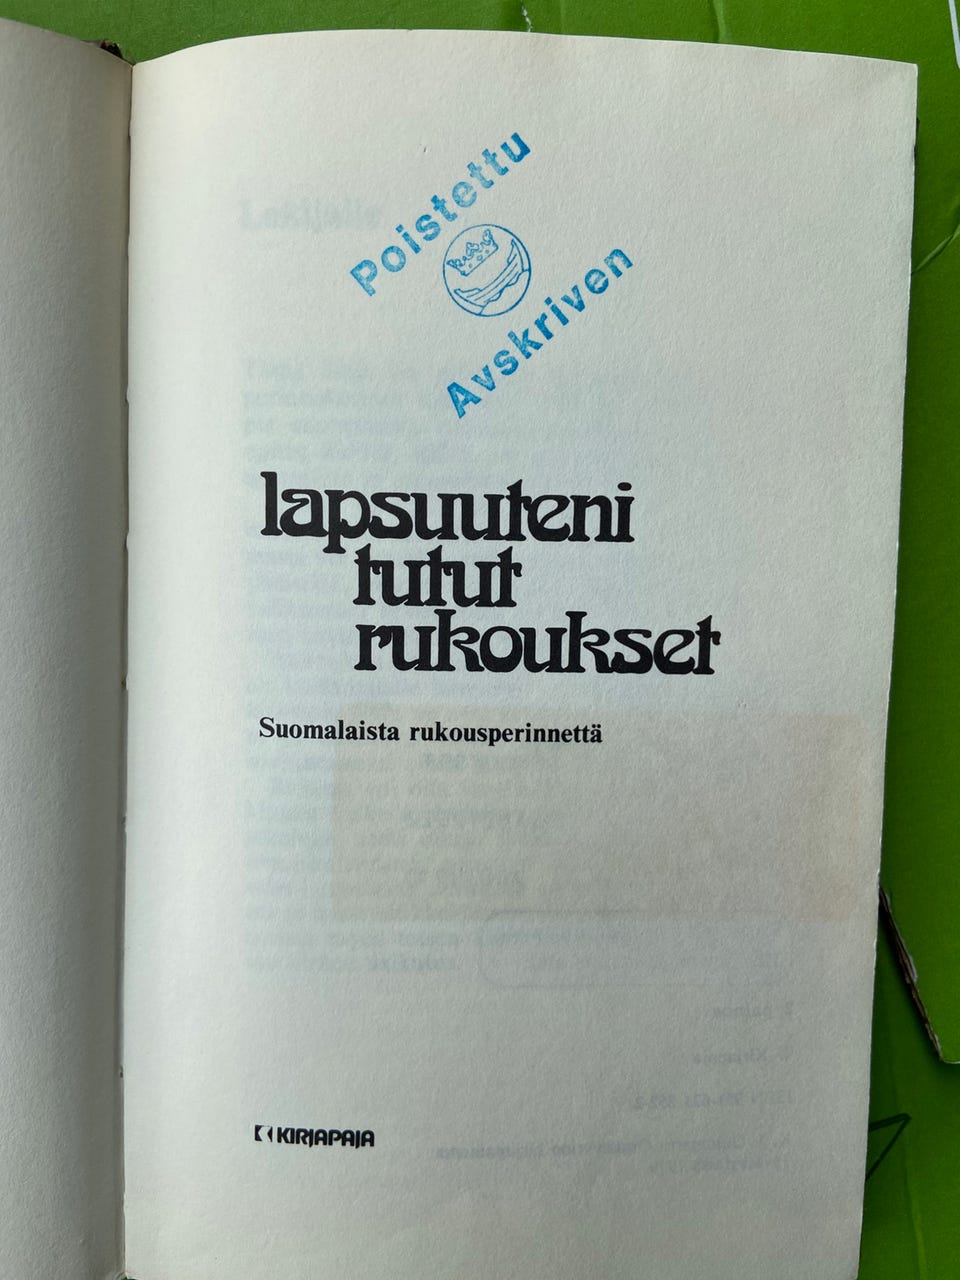 Poistettu
Avskriven
lapsuuteni
tutut
rukoukset
Suomalaista rukousperinnettä
KIRJAPAJA